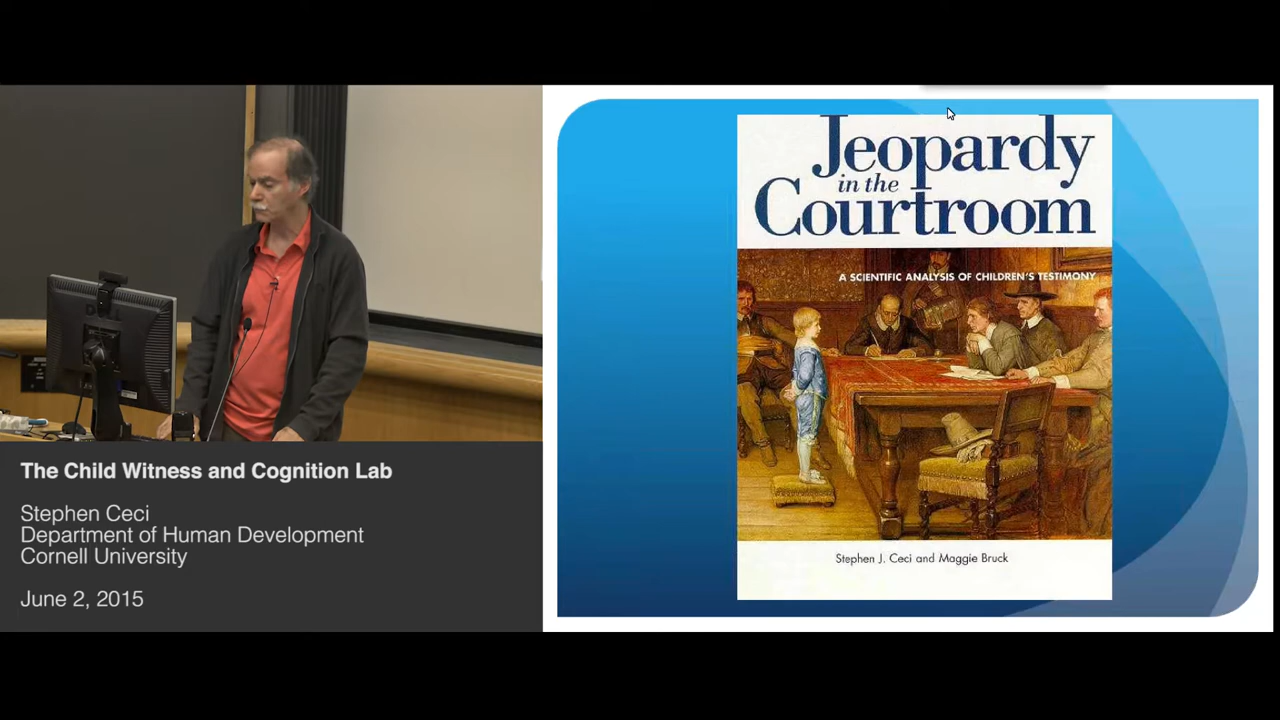 The Child Witness and Cognition Lab
Stephen Ceci
Department of Human Development
Cornell University
June 2, 2015
Jeopardy
in the
Courtroom
A SCIENTIFIC ANALYSIS OF CHILDREN'S TESTIMONY
Stephen J. Ceci and Maggie Bruck